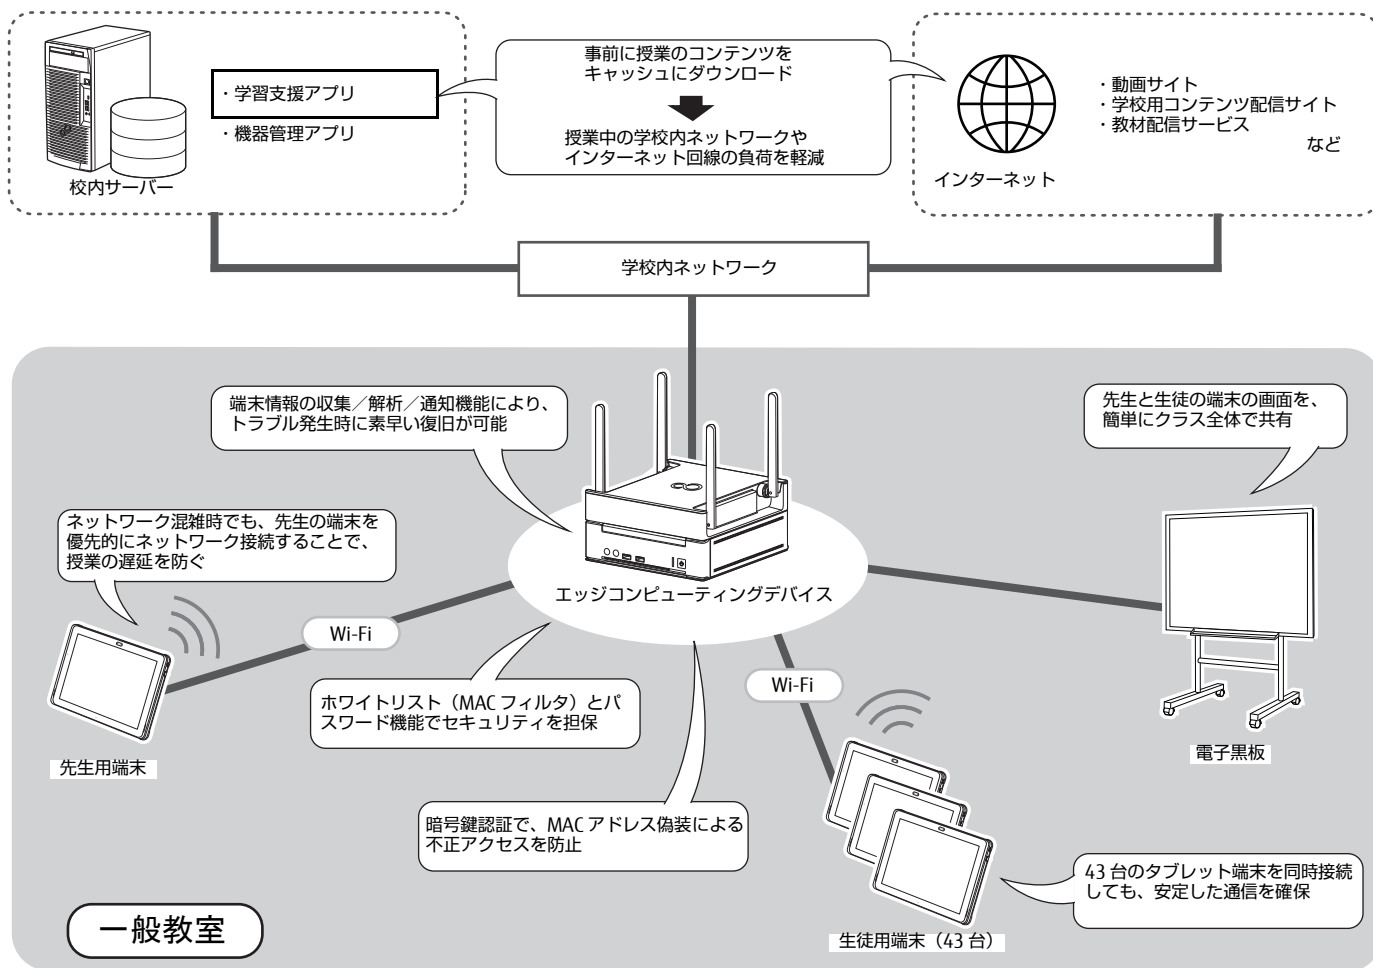 事前に授業のコンテンツを
キャッシュにダウンロード
授業中の学校内ネットワークや
インターネット回線の負荷を軽減
・学習支援アプリ
・機器管理アプリ
校内サーバー
・動画サイト
・学校用コンテンツ配信サイト
・教材配信サービス
など
インターネット
学校内ネットワーク
端末情報の収集／解析／通知機能により、
トラブル発生時に素早い復旧が可能
先生と生徒の端末の画面を、
簡単にクラス全体で共有
ネットワーク混雑時でも、先生の端末を
優先的にネットワーク接続することで、
授業の遅延を防ぐ
エッジコンピューティングデバイス
Wi-Fi
Wi-Fi
ホワイトリスト（MAC フィルタ）とパ
スワード機能でセキュリティを担保
先生用端末
電子黒板
暗号鍵認証で、MAC アドレス偽装による
不正アクセスを防止
43 台のタブレット端末を同時接続
しても、安定した通信を確保
一般教室
生徒用端末（43 台）